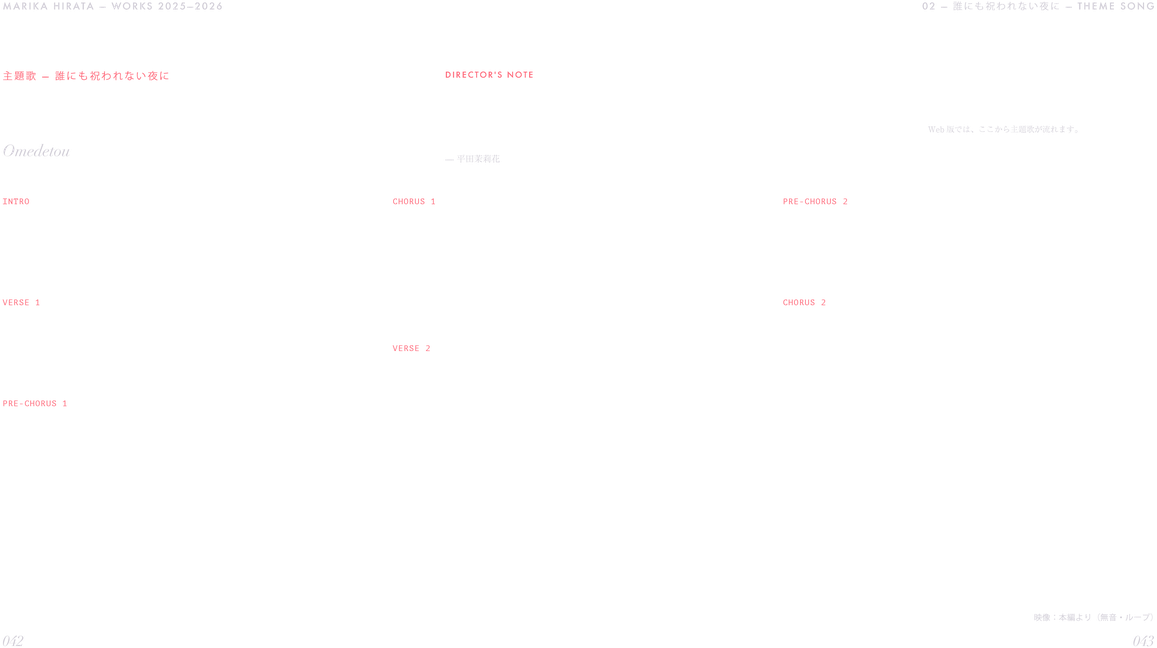 MARIKA HIRATA — WORKS 2025–2026
02 — 誰にも祝われない夜に — THEME SONG
主題歌 — 誰にも祝われない夜に
DIRECTOR'S NOTE
Web 版では、ここから主題歌が流れます。
Omedetou
— 平田茉莉花
INTRO
VERSE 1
PRE-CHORUS 1
CHORUS 1
VERSE 2
PRE-CHORUS 2
CHORUS 2
映像：本編より（無音・ループ）
042
043